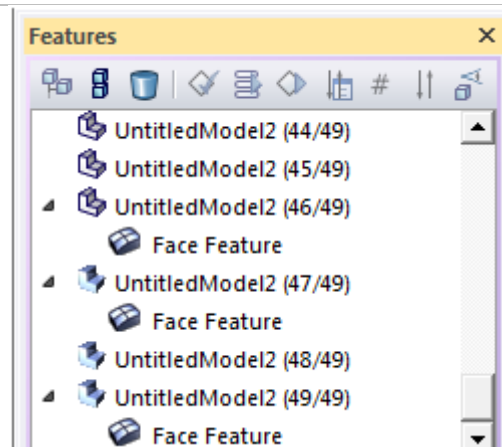 Features
#
UntitledModel2 (44/49)
UntitledModel2 (45/49)
UntitledModel2 (46/49)
Face Feature
UntitledModel2 (47/49)
Face Feature
UntitledModel2 (48/49)
UntitledModel2 (49/49)
Face Feature